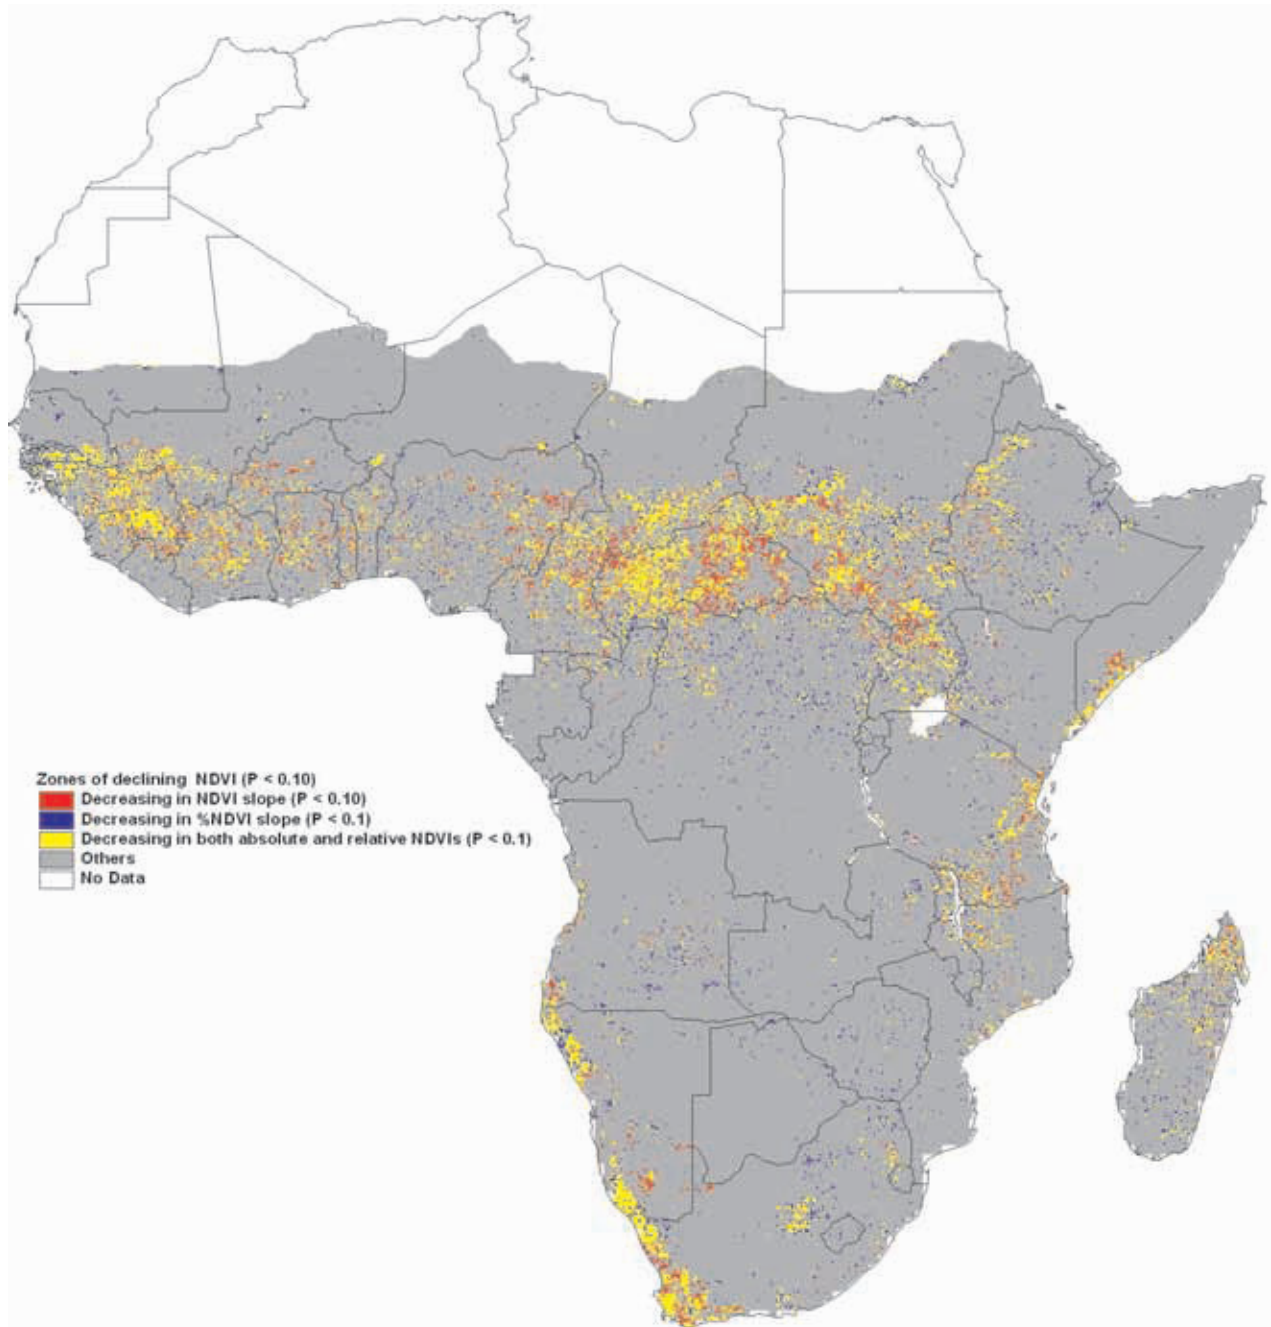 Zones of declining NDVI (P < 0.10)
Decreasing in NDVI slope (P < 0.10)
Decreasing in %NDVI slope (P < 0.1)
Decreasing in both absolute and relative NDVIs (P < 0.1)
Others
No Data